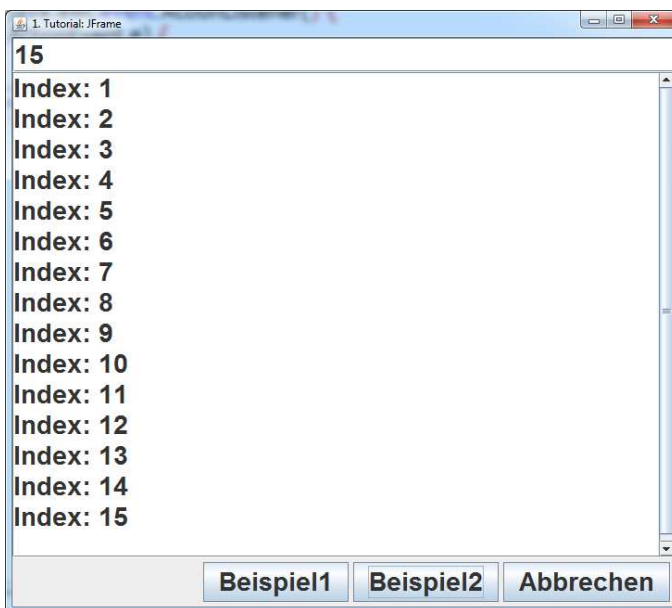 1. Tutorial: JFrame
15
Index: 1
Index: 2
Index: 3
Index: 4
Index: 5
Index: 6
Index: 7
Index: 8
Index: 9
Index: 10
Index: 11
Index: 12
Index: 13
Index: 14
Index: 15
Beispiel1 Beispiel2 Abbrechen